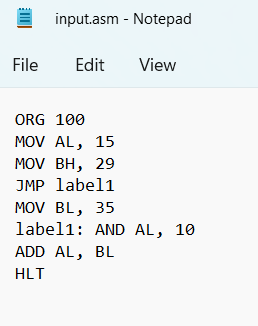 input.asm - Notepad
File Edit View
ORG 100
MOV AL, 15
MOV BH, 29
JMP label1
MOV BL, 35
label1: AND AL, 10
ADD AL, BL
HLT